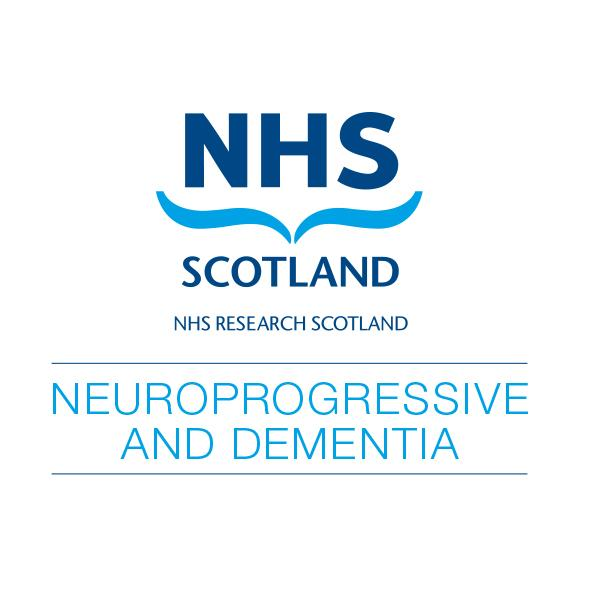 NHS
SCOTLAND
NHS RESEARCH SCOTLAND
NEUROPROGRESSIVE
AND DEMENTIA